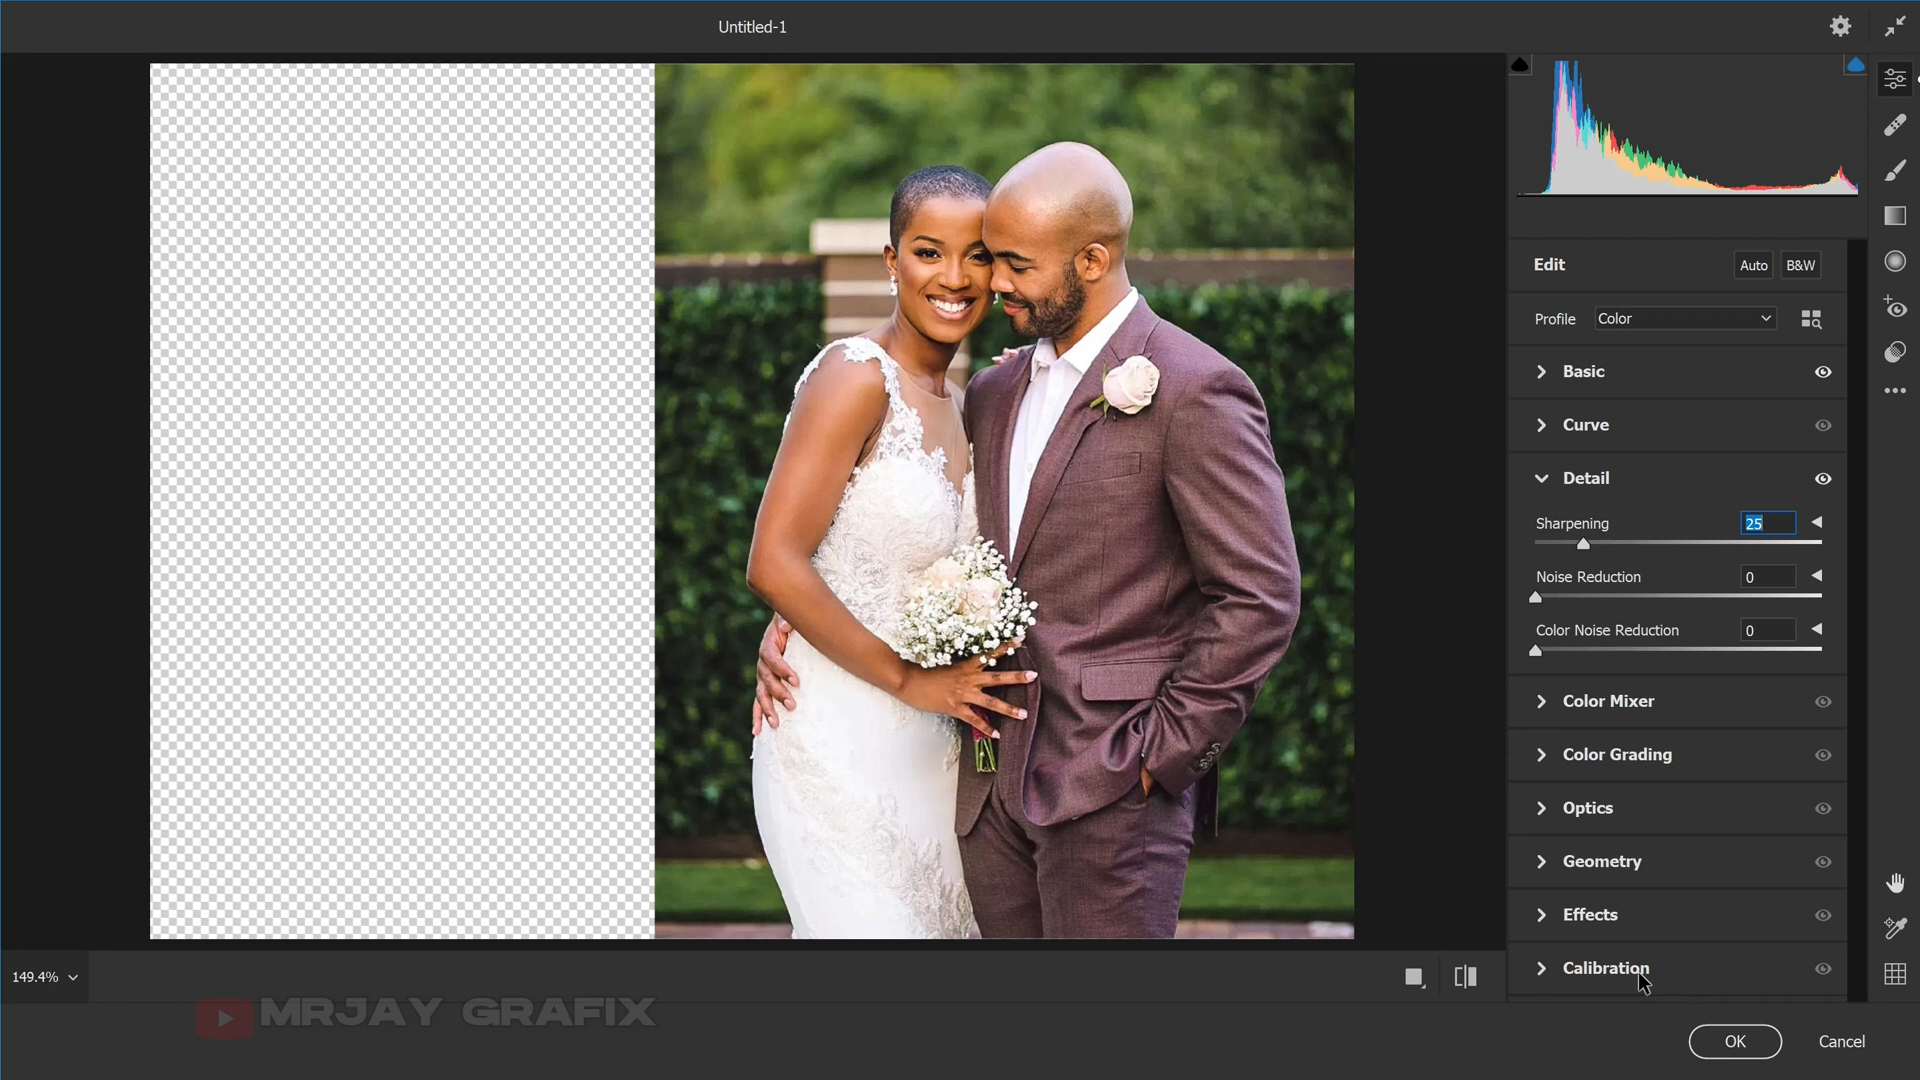 Untitled-1
Edit
Auto
B&W
Profile
Color
Basic
Curve
Detail
Sharpening
25
Noise Reduction
0
Color Noise Reduction
0
Color Mixer
Color Grading
Optics
Geometry
Effects
Calibration
149.4%
MRJAY GRAFIX
OK
Cancel